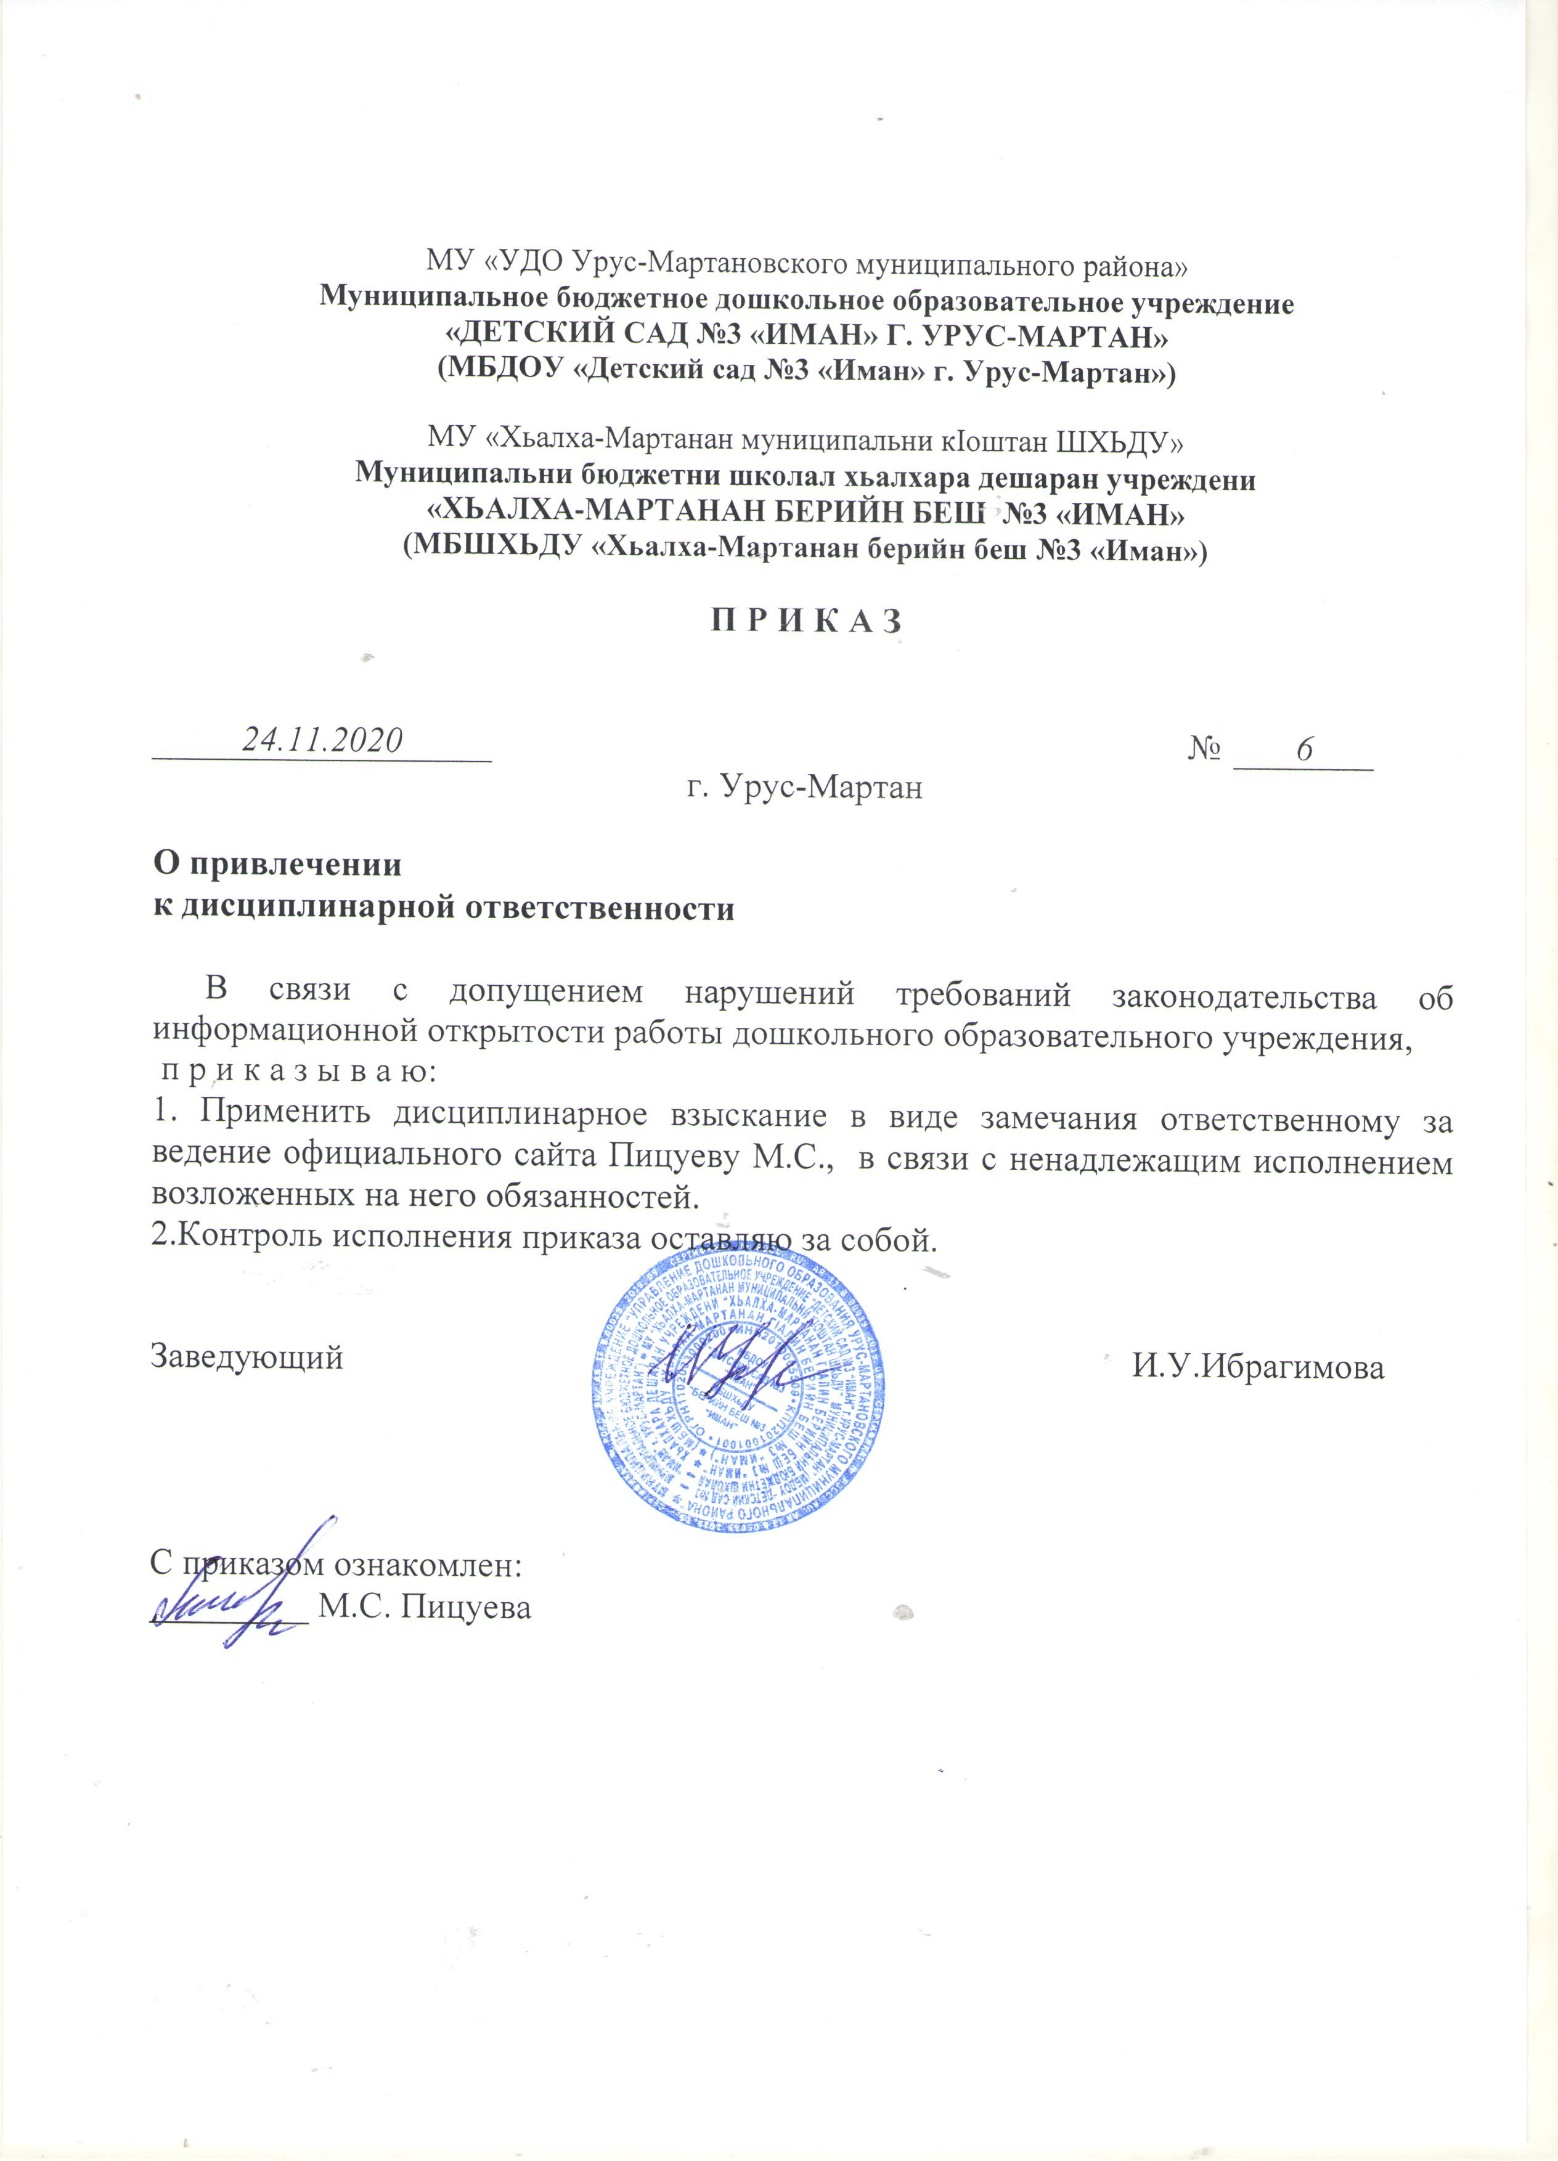 МУ «УДО Урус-Мартановского муниципального района»
Муниципальное бюджетное дошкольное образовательное учреждение
«ДЕТСКИЙ САД №3 «ИМАН» Г. УРУС-МАРТАН»
(МБДОУ «Детский сад №3 «Иман» г. Урус-Мартан»)
МУ «Хьалха-Мартанан муниципальни кIоштан ШХЬДУ»
Муниципальни бюджетни школал хьалхара дешаран учреждени
«ХЬАЛХА-МАРТАНАН БЕРИЙН БЕШ №3 «ИМАН»
(МБШХЬДУ «Хьалха-Мартанан берийн беш №3 «Иман»)
П Р И К А З
24.11.2020 № 6
г. Урус-Мартан
О привлечении
к дисциплинарной ответственности
В связи с допущением нарушений требований законодательства об
информационной открытости работы дошкольного образовательного учреждения,
п р и к а з ы в а ю:
1. Применить дисциплинарное взыскание в виде замечания ответственному за
ведение официального сайта Пицуеву М.С., в связи с ненадлежащим исполнением
возложенных на него обязанностей.
2.Контроль исполнения приказа оставляю за собой.
Заведующий И.У.Ибрагимова
С приказом ознакомлен:
М.С. Пицуева